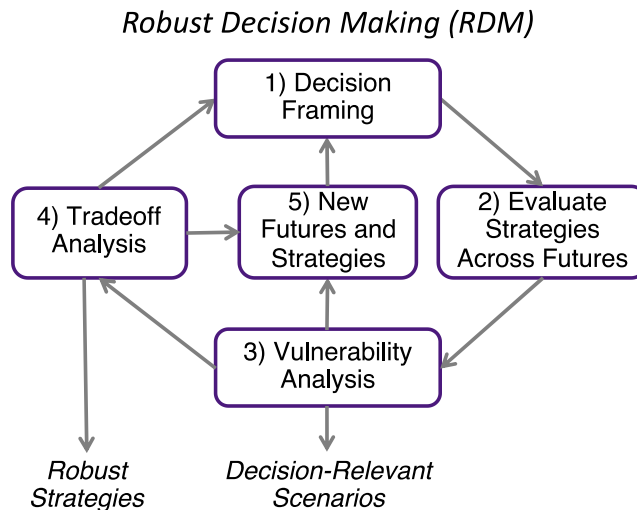 Robust Decision Making (RDM)
1) Decision
Framing
4) Tradeoff
Analysis
5) New
Futures and
Strategies
2) Evaluate
Strategies
Across Futures
3) Vulnerability
Analysis
Robust
Strategies
Decision-Relevant
Scenarios